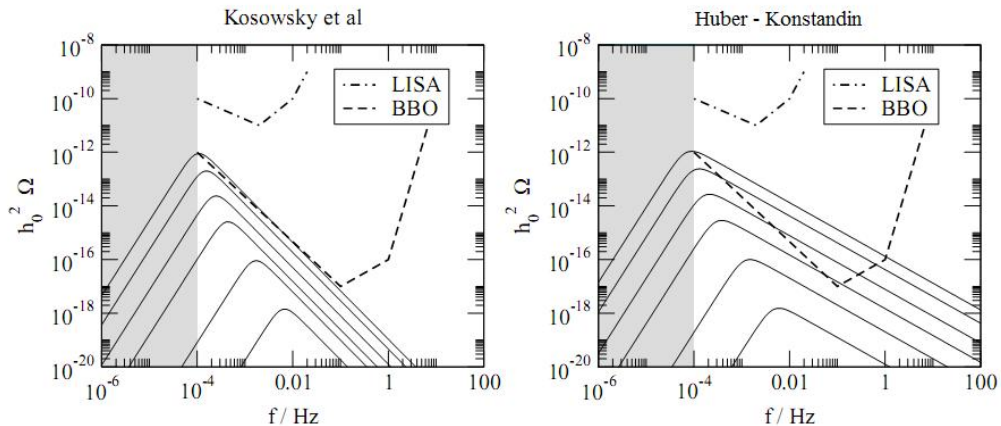 Kosowsky et al
10^-8
10^-10
10^-12
10^-14
10^-16
10^-18
10^-20
h_0^2 Ω
LISA
BBO
10^-6
10^-4
0.01
1
100
f / Hz
Huber - Konstandin
10^-8
10^-10
10^-12
10^-14
10^-16
10^-18
10^-20
h_0^2 Ω
LISA
BBO
10^-6
10^-4
0.01
1
100
f / Hz